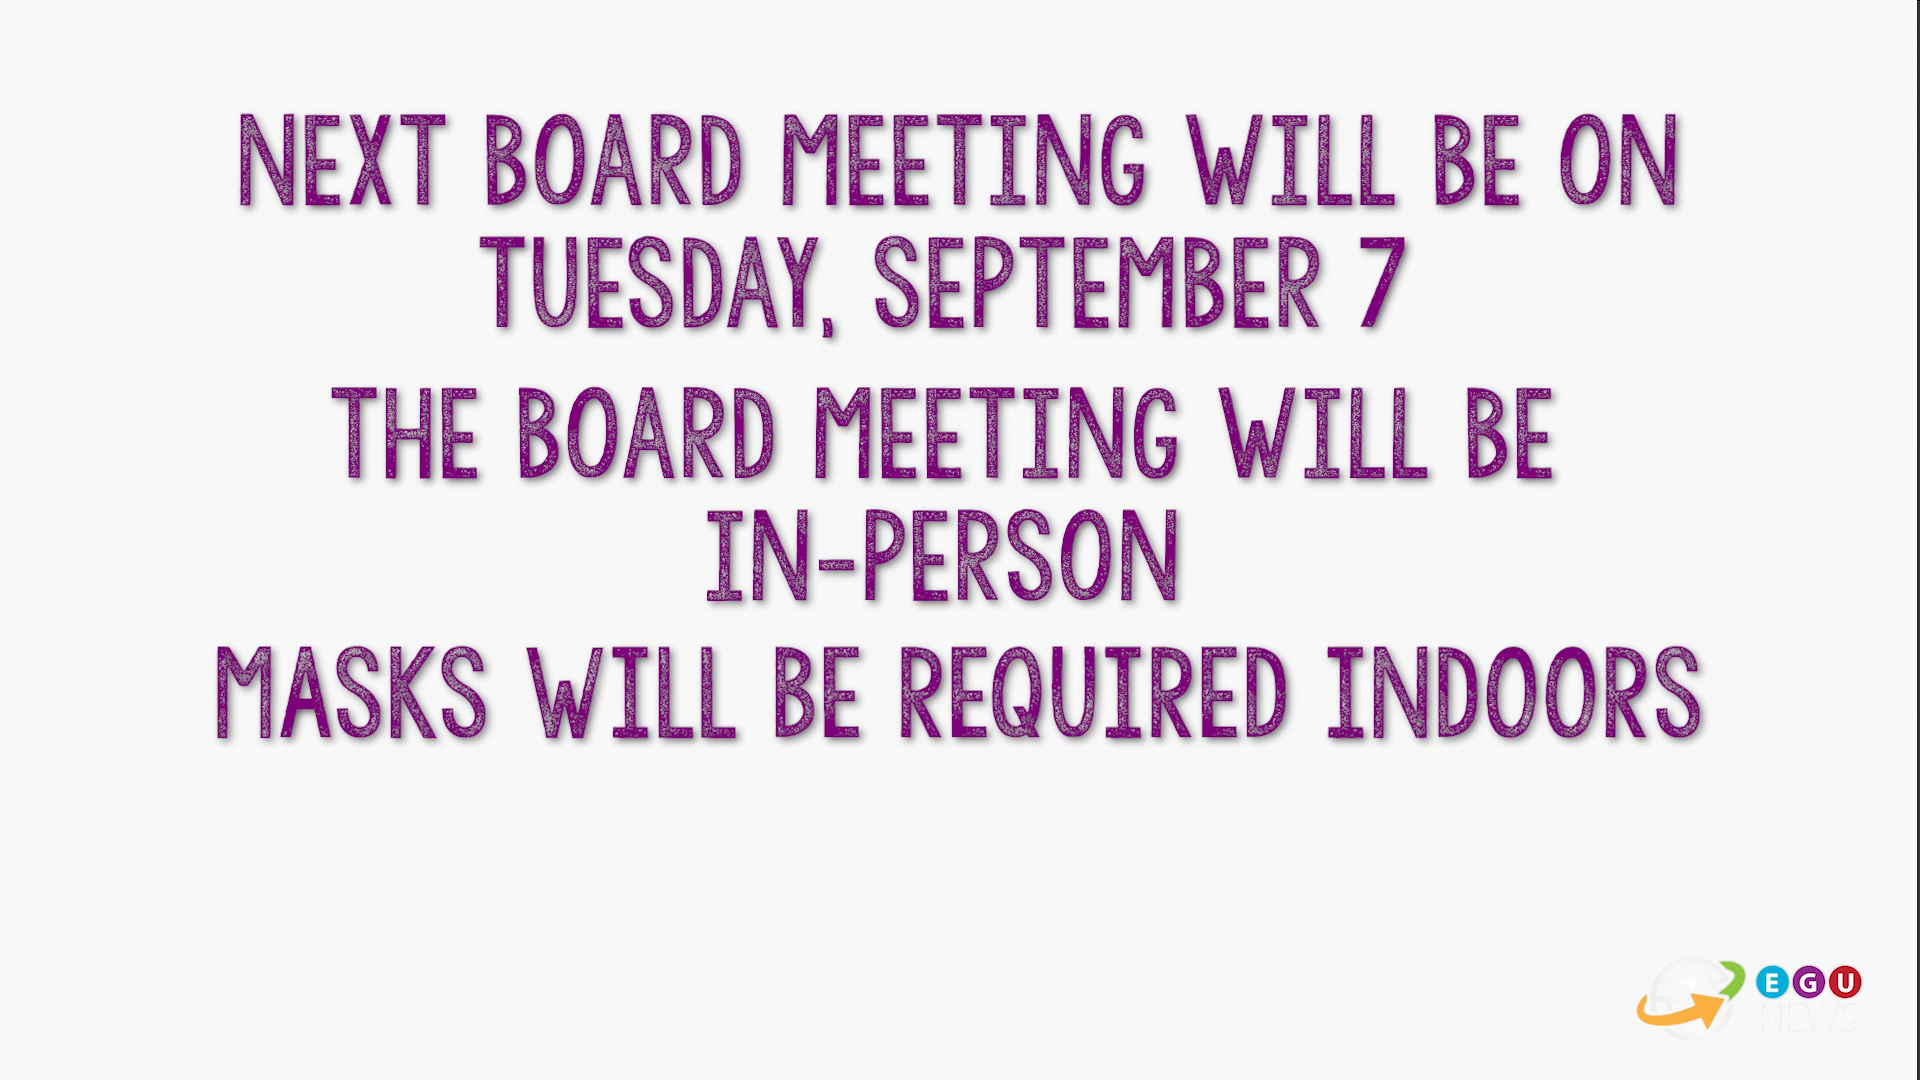 NEXT BOARD MEETING WILL BE ON
TUESDAY, SEPTEMBER 7
THE BOARD MEETING WILL BE
IN-PERSON
MASKS WILL BE REQUIRED INDOORS
EGU
NEWS